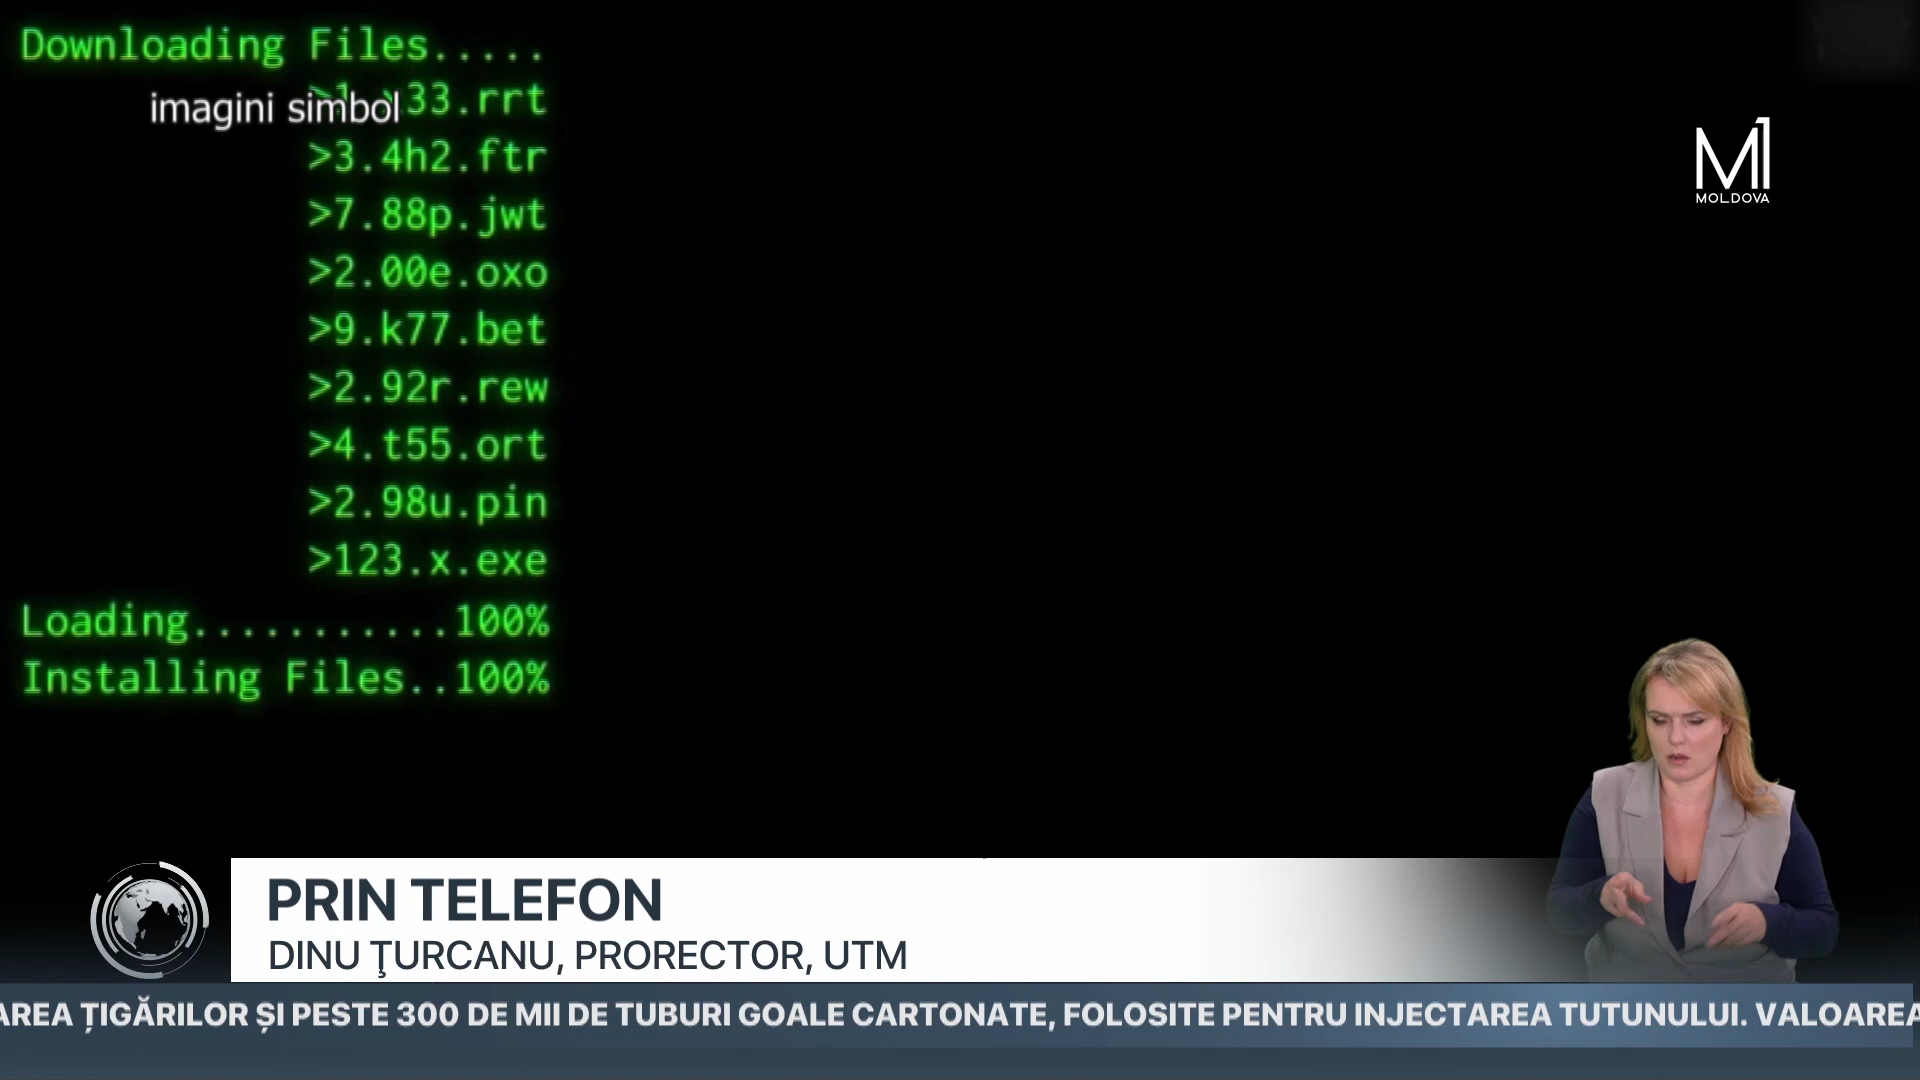 Downloading Files.....
imagini simbol
33.rrt
>3.4h2.ftr
>7.88p.jwt
>2.00e.oxo
>9.k77.bet
>2.92r.rew
>4.t55.ort
>2.98u.pin
>123.x.exe
Loading...........100%
Installing Files..100%
M1
MOLDOVA
PRIN TELEFON
DINU ŢURCANU, PRORECTOR, UTM
AREA ȚIGĂRILOR ȘI PESTE 300 DE MII DE TUBURI GOALE CARTONATE, FOLOSITE PENTRU INJECTAREA TUTUNULUI. VALOAREA